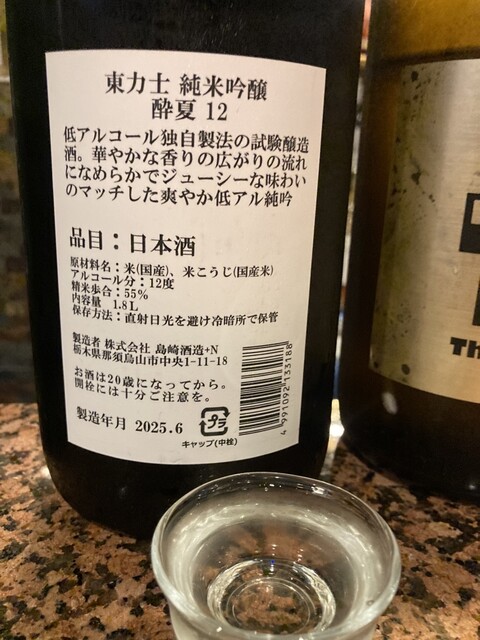 東力士 純米吟醸
酔夏 12
低アルコール独自製法の試験醸造
酒。華やかな香りの広がりの流れ
になめらかでジューシーな味わい
のマッチした爽やか低アル純吟
品目：日本酒
原材料名：米(国産)、米こうじ(国産米)
アルコール分：12度
精米歩合：55%
内容量 1.8L
保存方法：直射日光を避け冷暗所で保管
製造者 株式会社 島崎酒造+N
栃木県那須烏山市中央1-11-18
お酒は20歳になってから。
開栓には十分ご注意を。
製造年月 2025.6
プラ
キャップ(中栓)
4 991092 133188
Th